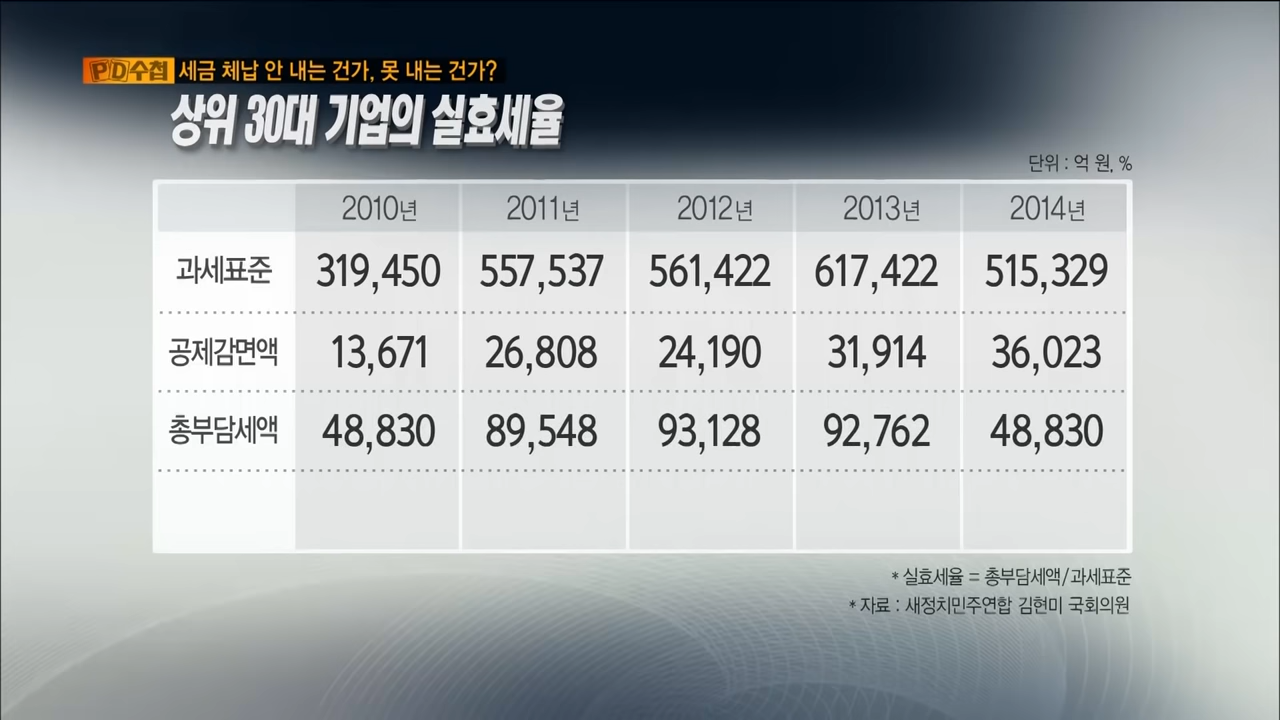 PD수첩 세금 체납 안 내는 건가, 못 내는 건가?
상위 30대 기업의 실효세율
단위 : 억 원, %
2010년 2011년 2012년 2013년 2014년
과세표준 319,450 557,537 561,422 617,422 515,329
공제감면액 13,671 26,808 24,190 31,914 36,023
총부담세액 48,830 89,548 93,128 92,762 48,830
* 실효세율 = 총부담세액/과세표준
* 자료 : 새정치민주연합 김현미 국회의원